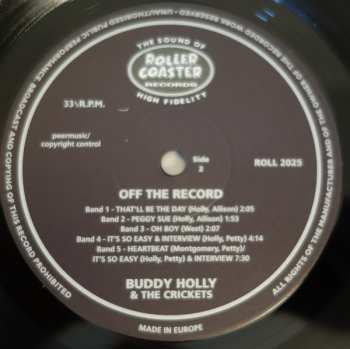 THE SOUND OF
ROLLER
COASTER
RECORDS
HIGH FIDELITY
33⅓R.P.M.
peermusic/
copyright control
Side
2
ROLL 2025
OFF THE RECORD
Band 1 - THAT'LL BE THE DAY (Holly, Allison) 2:05
Band 2 - PEGGY SUE (Holly, Allison) 1:53
Band 3 - OH BOY (West) 2:07
Band 4 - IT'S SO EASY & INTERVIEW (Holly, Petty) 4:14
Band 5 - HEARTBEAT (Montgomery, Petty)/
IT'S SO EASY (Holly, Petty) & INTERVIEW 7:30
BUDDY HOLLY
& THE CRICKETS
MADE IN EUROPE
ALL RIGHTS OF THE MANUFACTURER AND OF THE OWNER OF THE RECORDED WORK RESERVED - UNAUTHORISED PUBLIC PERFORMANCE, BROADCAST AND COPYING OF THIS RECORD PROHIBITED